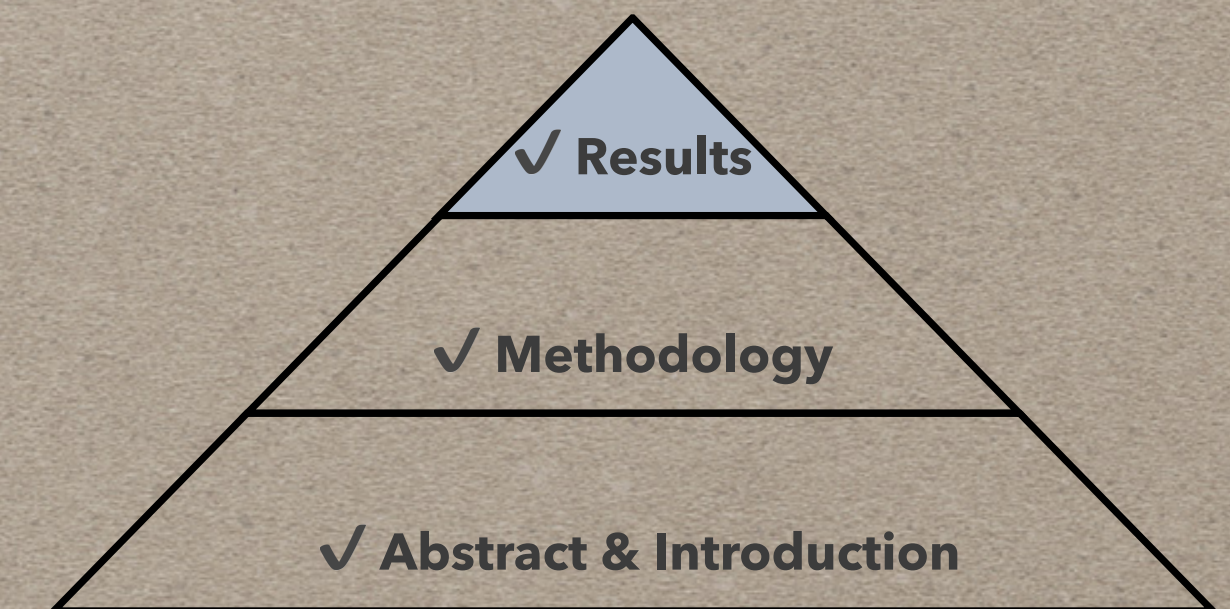 ✓ Results
✓ Methodology
✓ Abstract & Introduction